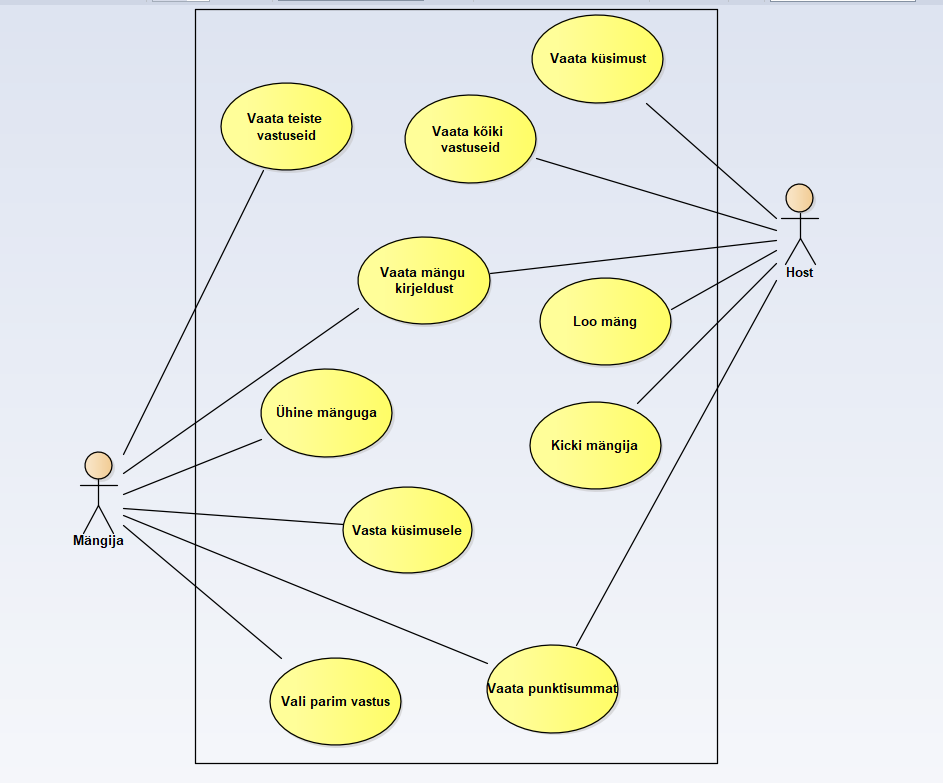 Vaata küsimust
Vaata teiste
vastuseid
Vaata kõiki
vastuseid
Host
Vaata mängu
kirjeldust
Loo mäng
Ühine mänguga
Kicki mängija
Mängija
Vasta küsimusele
Vali parim vastus
Vaata punktisummat